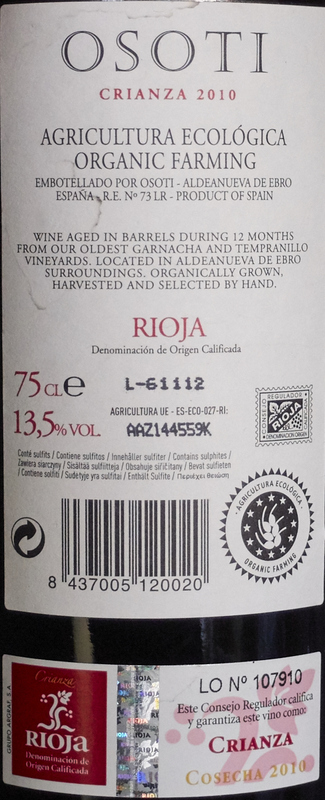 OSOTI
CRIANZA 2010
AGRICULTURA ECOLÓGICA
ORGANIC FARMING
EMBOTELLADO POR OSOTI - ALDEANUEVA DE EBRO
ESPAÑA - R.E. Nº 73 LR - PRODUCT OF SPAIN
WINE AGED IN BARRELS DURING 12 MONTHS
FROM OUR OLDEST GARNACHA AND TEMPRANILLO
VINEYARDS. LOCATED IN ALDEANUEVA DE EBRO
SURROUNDINGS. ORGANICALLY GROWN,
HARVESTED AND SELECTED BY HAND.
RIOJA
Denominación de Origen Calificada
75 CL e L-61112
13,5% VOL.
AGRICULTURA UE - ES-ECO-027-RI:
AAZ144559K
CONSEJO REGULADOR
RIOJA
DENOMINACION ORIGEN
Conté sulfits / Contiene sulfitos / Innehåller sulfiter / Contains sulphites /
Zawiera siarczyny / Sisältää sulfiitteja / Obsahuje siřičitany / Bevat sulfieten
/ Contiene solfiti / Sudetyje yra sulfitai / Enthält Sulfite / Περιέχει θειώδη
AGRICULTURA ECOLÓGICA
ORGANIC FARMING
8 437005 120020
GRUPO ARGRAF, S.A.
Crianza
RIOJA
Denominación de
Origen Calificada
RIOJA
LO Nº 107910
Este Consejo Regulador califica
y garantiza este vino como:
CRIANZA
COSECHA 2010